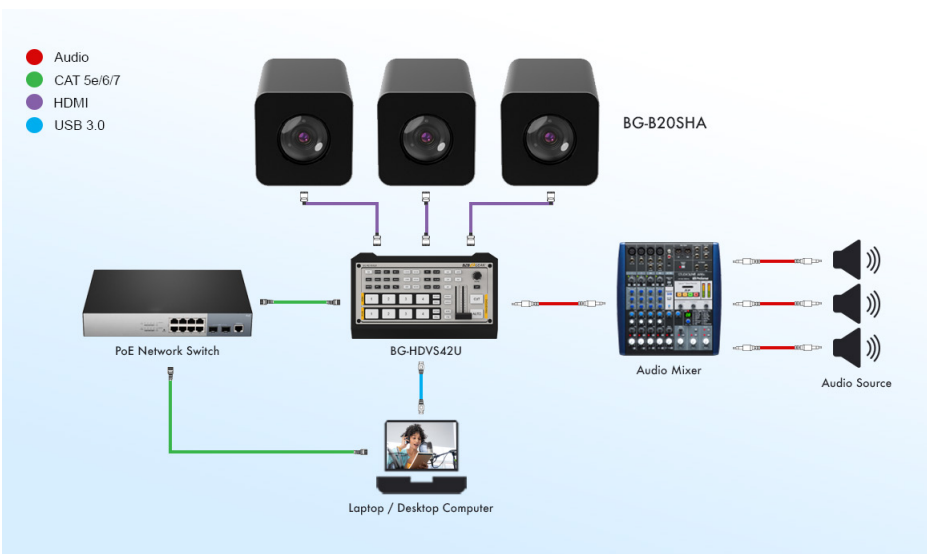 Audio
CAT 5e/6/7
HDMI
USB 3.0
BG-B20SHA
PoE Network Switch
BG-HDVS42U
Audio Mixer
Audio Source
Laptop / Desktop Computer